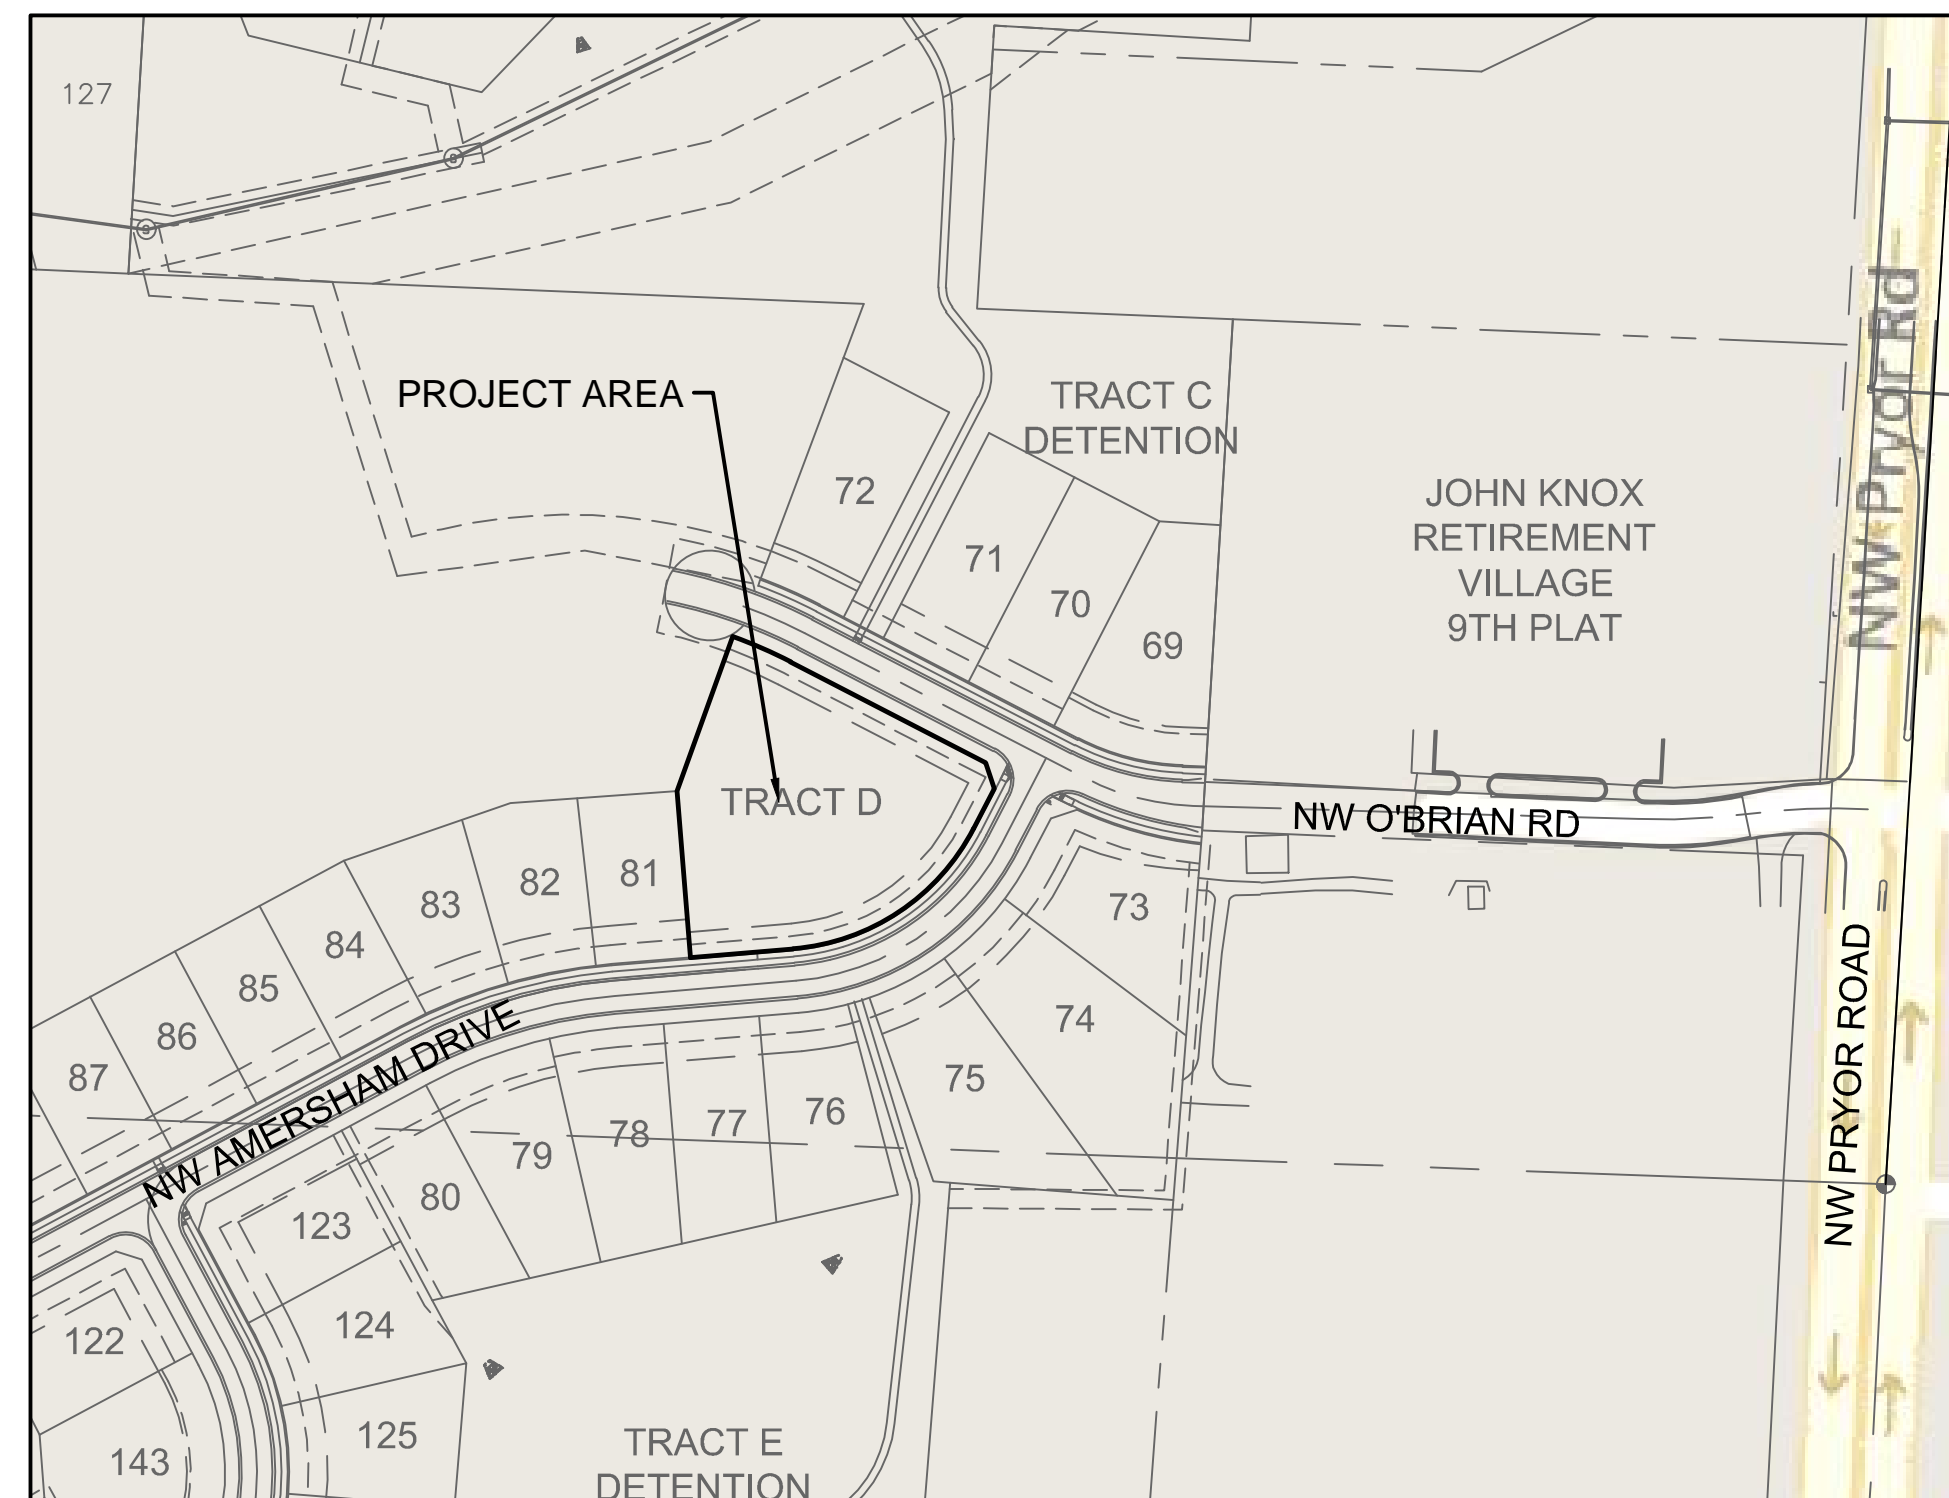 127
PROJECT AREA
TRACT C
DETENTION
NW Pryor Rd
72
JOHN KNOX
RETIREMENT
VILLAGE
9TH PLAT
71
70
69
TRACT D
NW O'BRIAN RD
81
82
83
84
85
86
87
73
74
75
76
77
78
79
80
NW AMERSHAM DRIVE
NW PRYOR ROAD
123
124
122
125
143
TRACT E
DETENTION